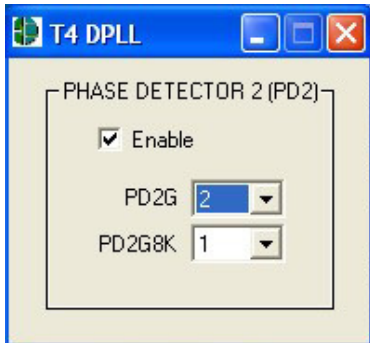 T4 DPLL
PHASE DETECTOR 2 (PD2)
Enable
PD2G 2
PD2G8K 1